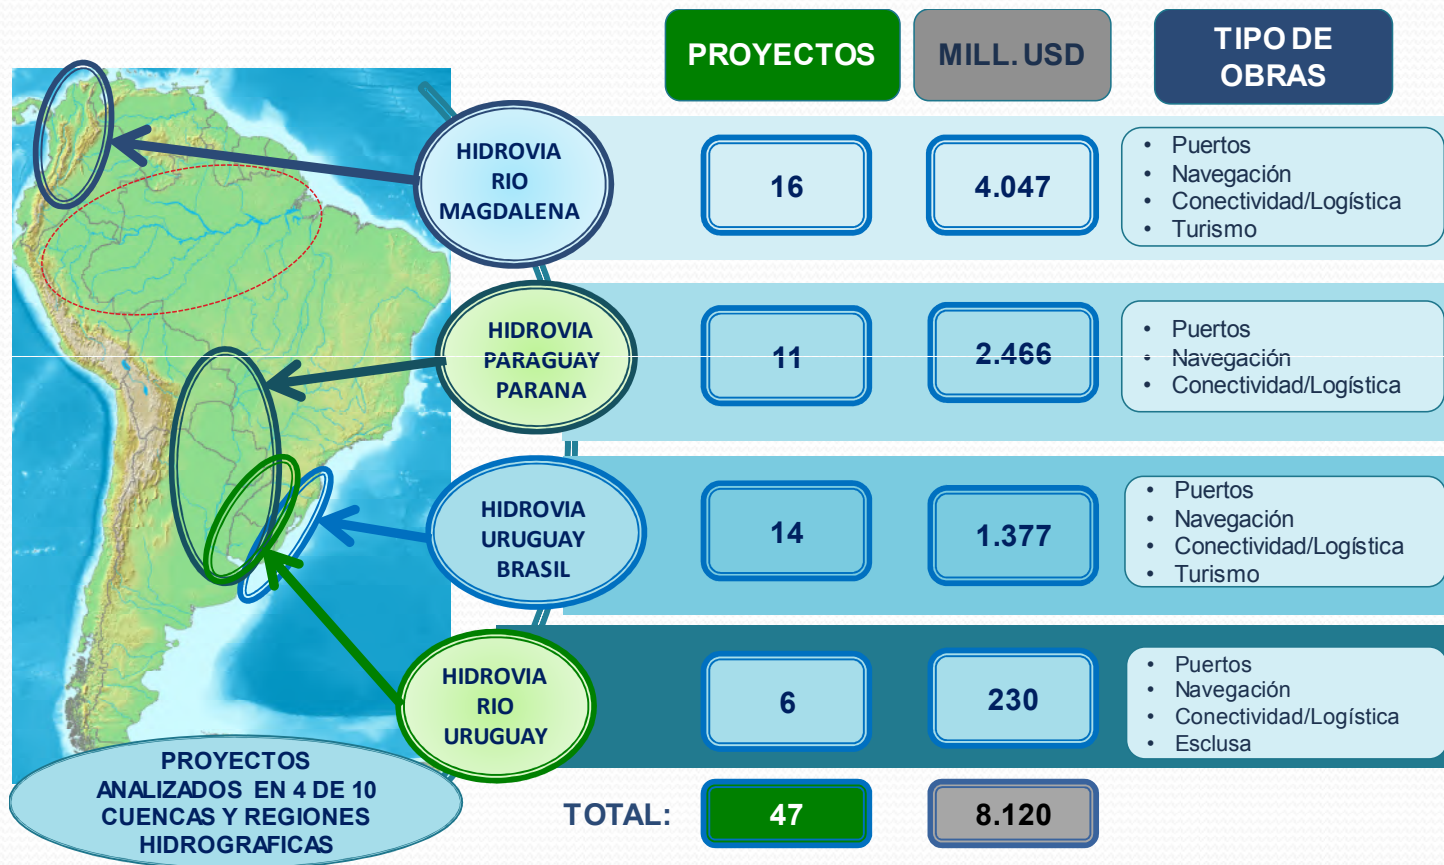 PROYECTOS
MILL. USD
TIPO DE
OBRAS
HIDROVIA
RIO
MAGDALENA
16
4.047
• Puertos
• Navegación
• Conectividad/Logística
• Turismo
HIDROVIA
PARAGUAY
PARANA
11
2.466
• Puertos
• Navegación
• Conectividad/Logística
HIDROVIA
URUGUAY
BRASIL
14
1.377
• Puertos
• Navegación
• Conectividad/Logística
• Turismo
HIDROVIA
RIO
URUGUAY
6
230
• Puertos
• Navegación
• Conectividad/Logística
• Esclusa
PROYECTOS
ANALIZADOS EN 4 DE 10
CUENCAS Y REGIONES
HIDROGRAFICAS
TOTAL:
47
8.120